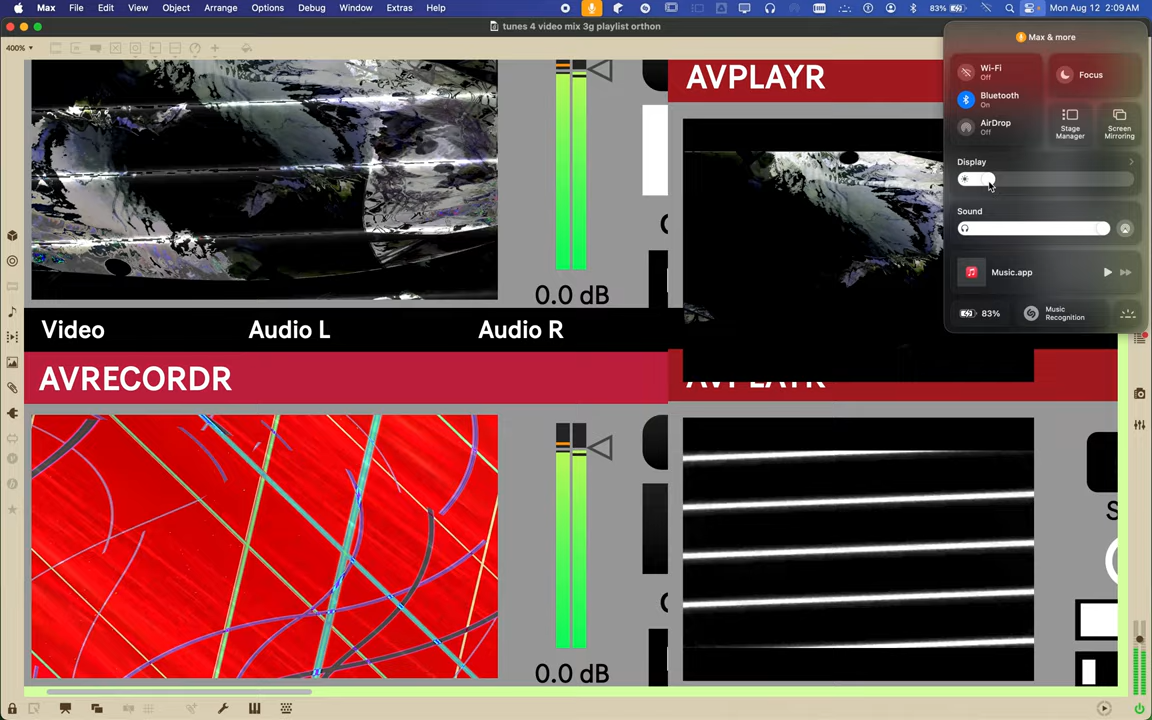 Max File Edit View Object Arrange Options Debug Window Extras Help
83% Mon Aug 12 2:09 AM
tunes 4 video mix 3g playlist orthon
400%
Max & more
Wi-Fi
Off
Focus
Bluetooth
On
AirDrop
Off
Stage
Manager
Screen
Mirroring
Display
Sound
Music.app
83%
Music
Recognition
AVPLAYR
0.0 dB
Video Audio L Audio R
AVRECORDR
AVPLAYR
0.0 dB